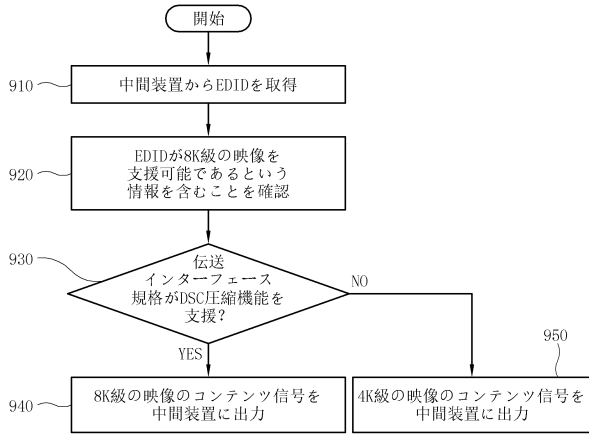 開始
910
中間装置からEDIDを取得
920
EDIDが8K級の映像を
支援可能であるという
情報を含むことを確認
930
伝送
インターフェース
規格がDSC圧縮機能を
支援?
NO
YES
950
940
8K級の映像のコンテンツ信号を
中間装置に出力
4K級の映像のコンテンツ信号を
中間装置に出力